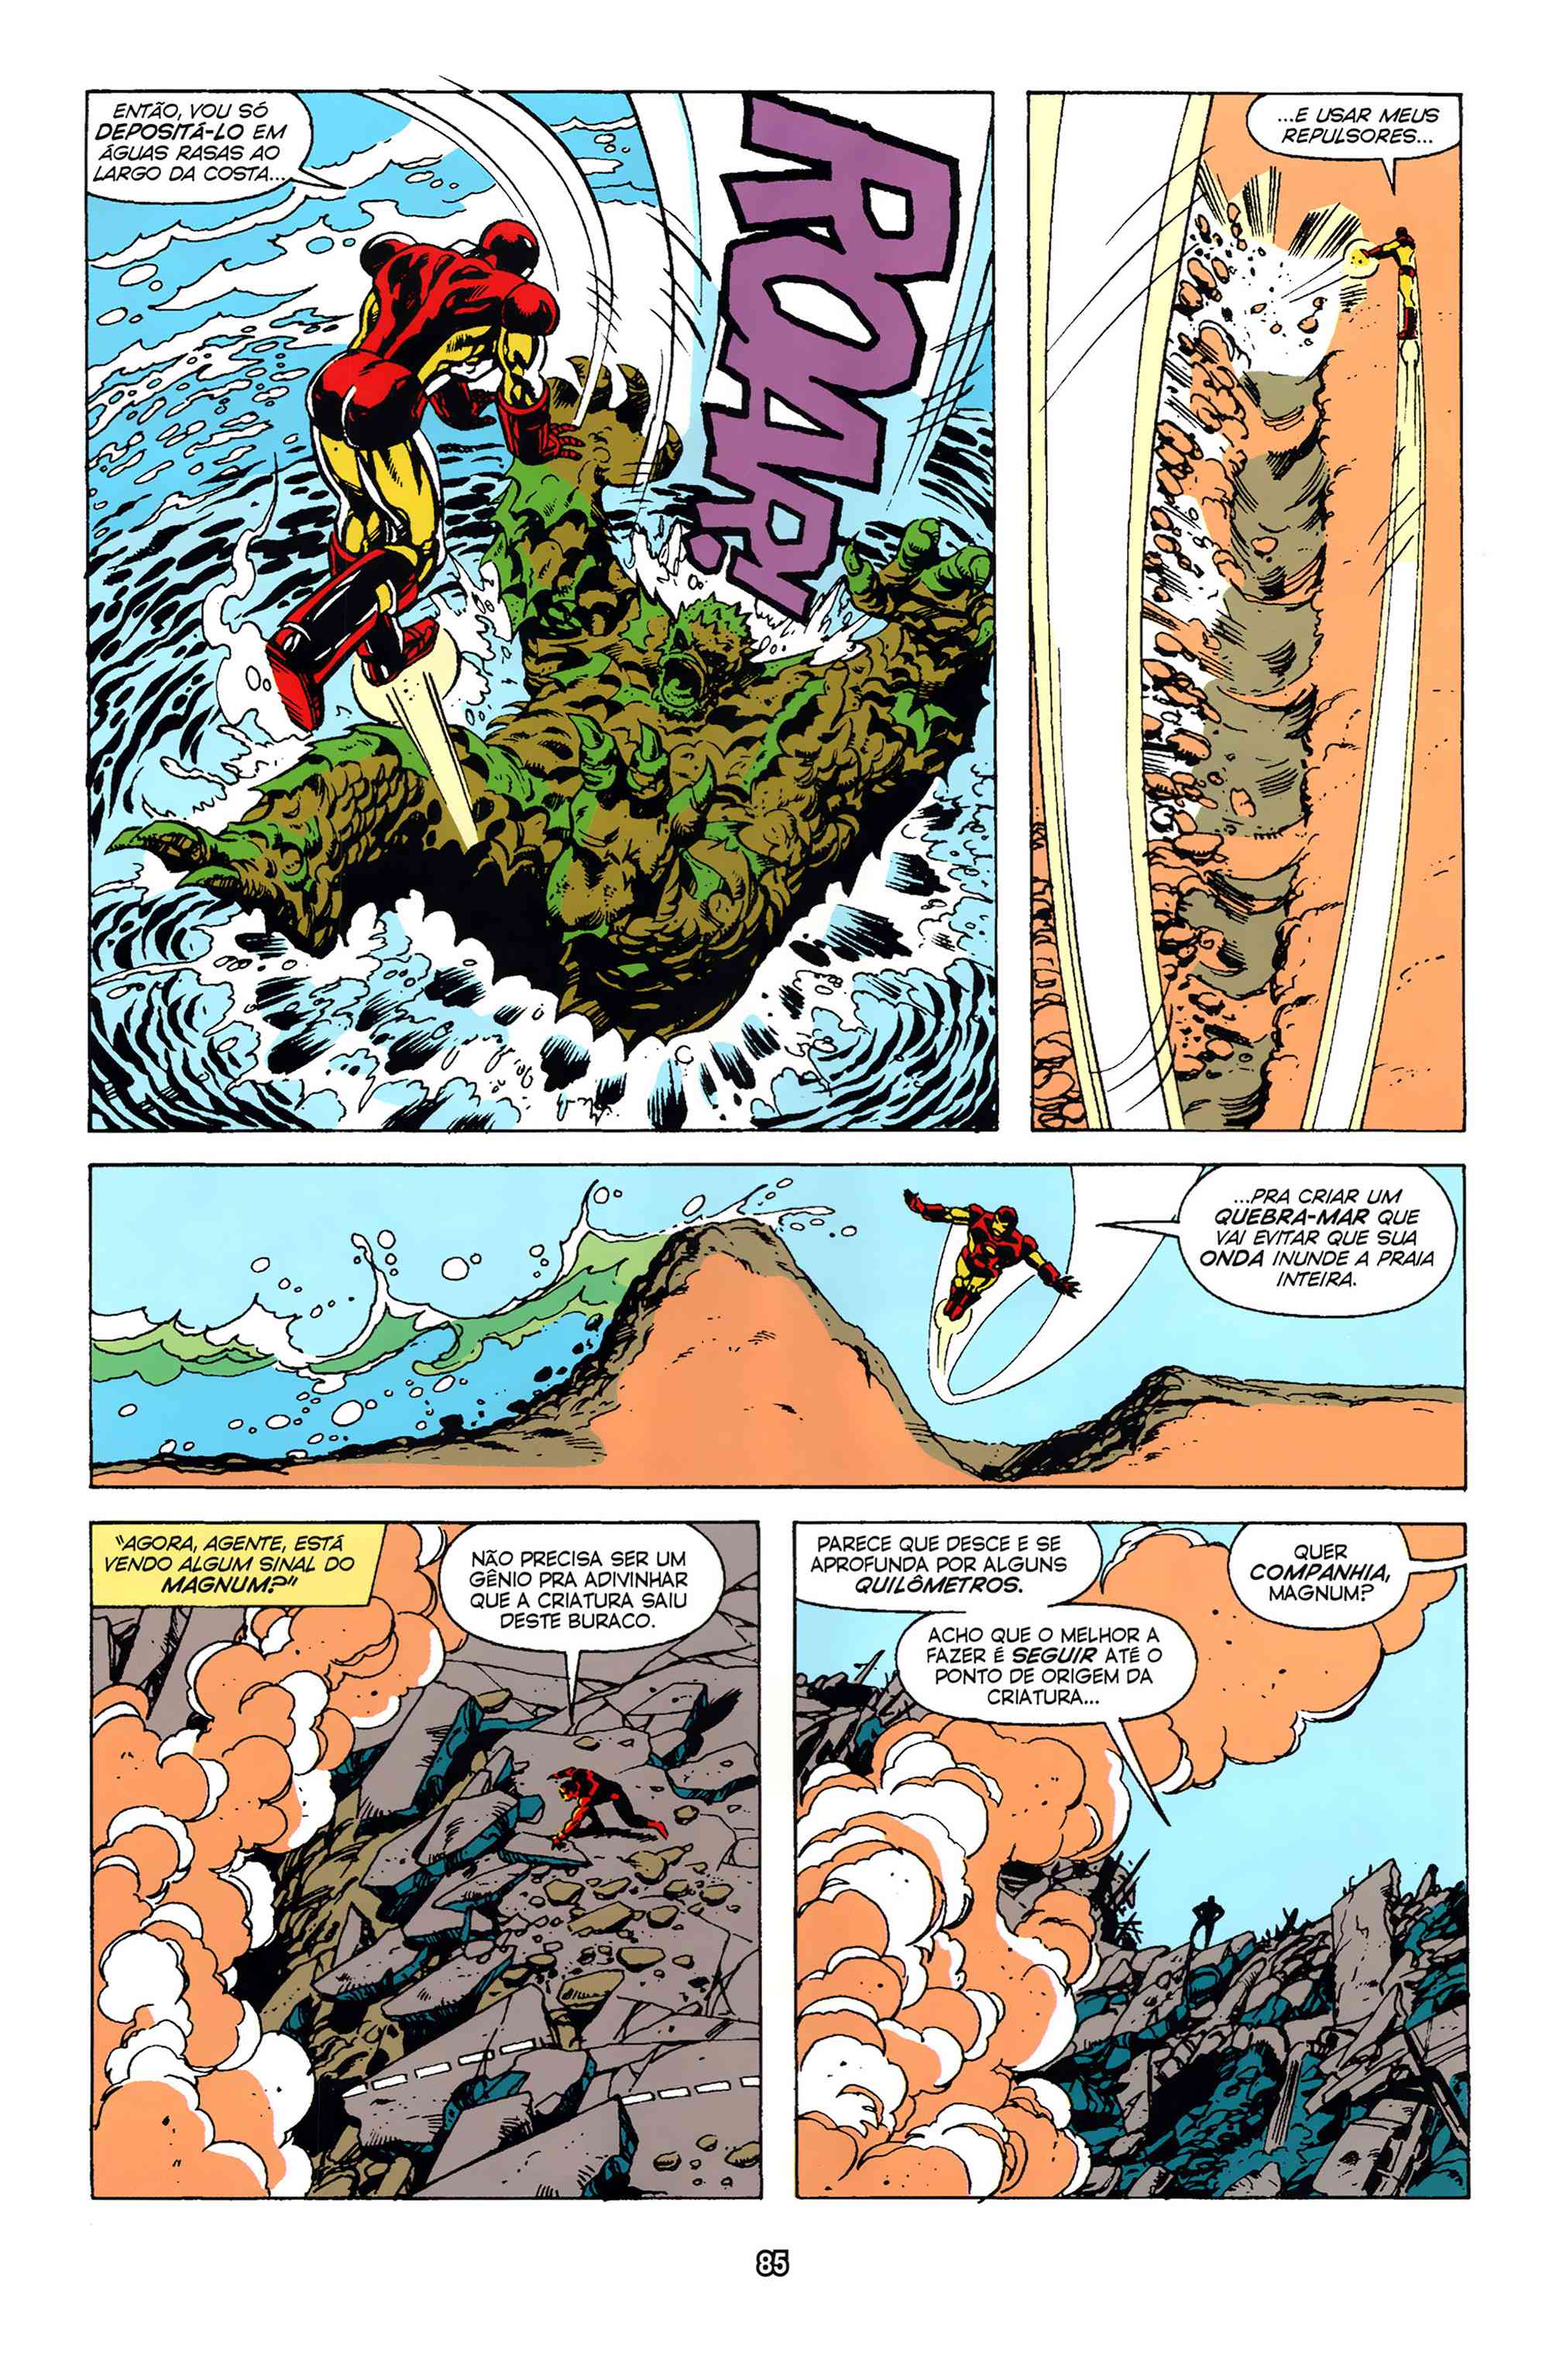 ENTÃO, VOU SÓ
DEPOSITÁ-LO EM
ÁGUAS RASAS AO
LARGO DA COSTA...
ROAR!
...E USAR MEUS
REPULSORES...
...PRA CRIAR UM
QUEBRA-MAR QUE
VAI EVITAR QUE SUA
ONDA INUNDE A PRAIA
INTEIRA.
"AGORA, AGENTE, ESTÁ
VENDO ALGUM SINAL DO
MAGNUM?"
NÃO PRECISA SER UM
GÊNIO PRA ADIVINHAR
QUE A CRIATURA SAIU
DESTE BURACO.
PARECE QUE DESCE E SE
APROFUNDA POR ALGUNS
QUILÔMETROS.
ACHO QUE O MELHOR A
FAZER É SEGUIR ATÉ O
PONTO DE ORIGEM DA
CRIATURA...
QUER
COMPANHIA,
MAGNUM?
85